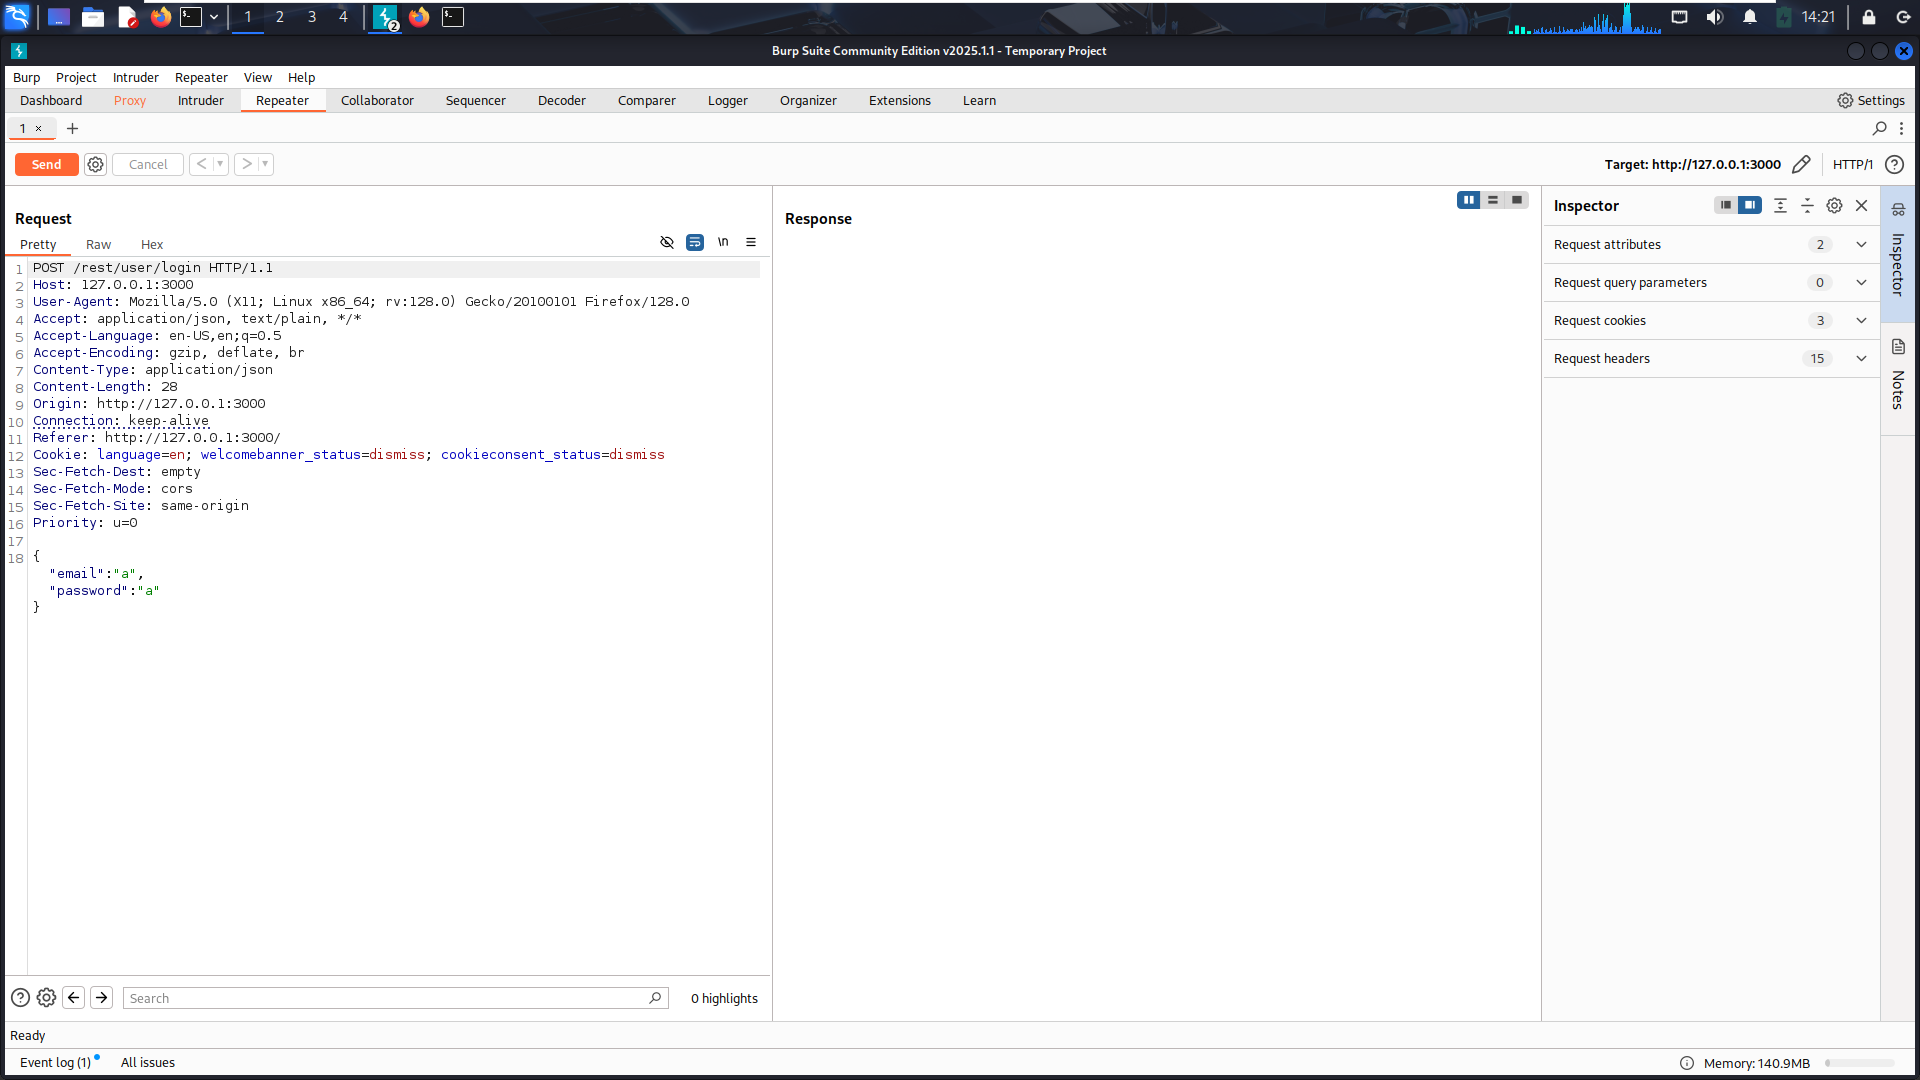 1 2 3 4 2 14:21
Burp Suite Community Edition v2025.1.1 - Temporary Project
Burp Project Intruder Repeater View Help
Dashboard Proxy Intruder Repeater Collaborator Sequencer Decoder Comparer Logger Organizer Extensions Learn Settings
1 × +
Send Cancel < > Target: http://127.0.0.1:3000 HTTP/1 ?
Request
Pretty Raw Hex \n
1 POST /rest/user/login HTTP/1.1
2 Host: 127.0.0.1:3000
3 User-Agent: Mozilla/5.0 (X11; Linux x86_64; rv:128.0) Gecko/20100101 Firefox/128.0
4 Accept: application/json, text/plain, */*
5 Accept-Language: en-US,en;q=0.5
6 Accept-Encoding: gzip, deflate, br
7 Content-Type: application/json
8 Content-Length: 28
9 Origin: http://127.0.0.1:3000
10 Connection: keep-alive
11 Referer: http://127.0.0.1:3000/
12 Cookie: language=en; welcomebanner_status=dismiss; cookieconsent_status=dismiss
13 Sec-Fetch-Dest: empty
14 Sec-Fetch-Mode: cors
15 Sec-Fetch-Site: same-origin
16 Priority: u=0
17
18 {
"email":"a",
"password":"a"
}
Search 0 highlights
Response
Inspector
Request attributes 2
Request query parameters 0
Request cookies 3
Request headers 15
Inspector
Notes
Ready
Event log (1) All issues Memory: 140.9MB